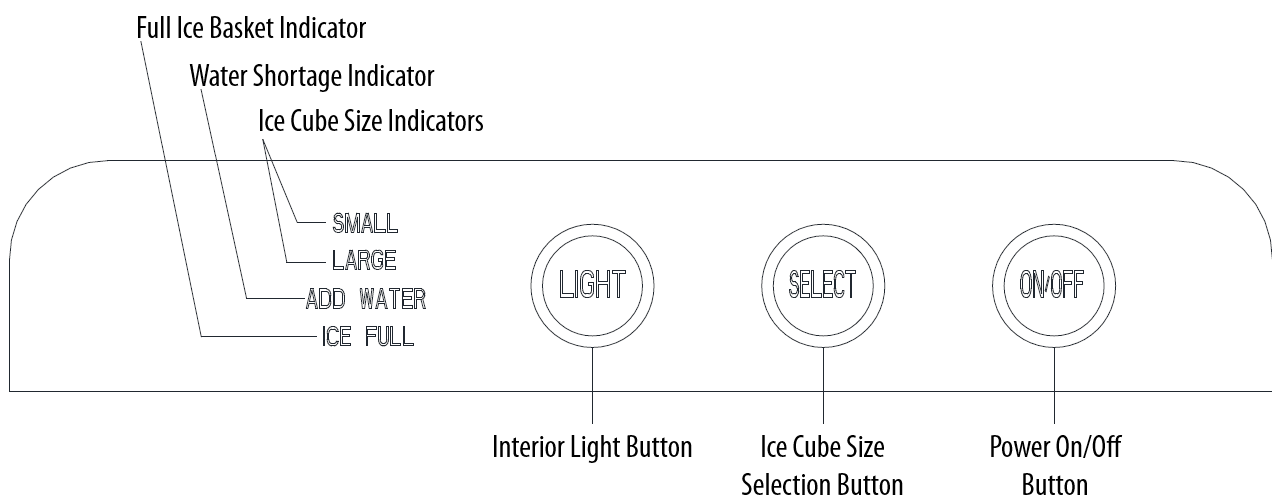 Full Ice Basket Indicator
Water Shortage Indicator
Ice Cube Size Indicators
SMALL
LARGE
ADD WATER
ICE FULL
LIGHT
SELECT
ON/OFF
Interior Light Button
Ice Cube Size
Selection Button
Power On/Off
Button